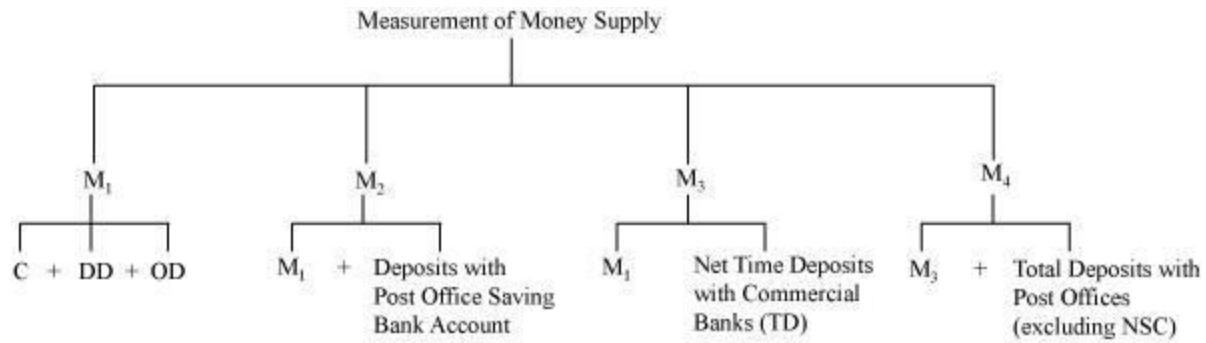 Measurement of Money Supply
M₁
M₂
M₃
M₄
C + DD + OD
M₁ + Deposits with
Post Office Saving
Bank Account
M₁ Net Time Deposits
with Commercial
Banks (TD)
M₃ + Total Deposits with
Post Offices
(excluding NSC)